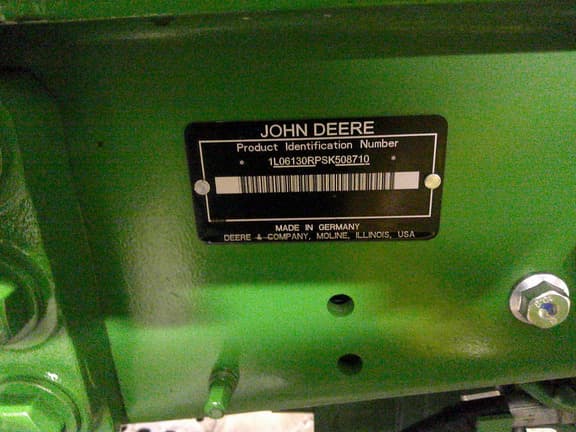 JOHN DEERE
Product Identification Number
1L06130RPSK508710
MADE IN GERMANY
DEERE & COMPANY, MOLINE, ILLINOIS, USA